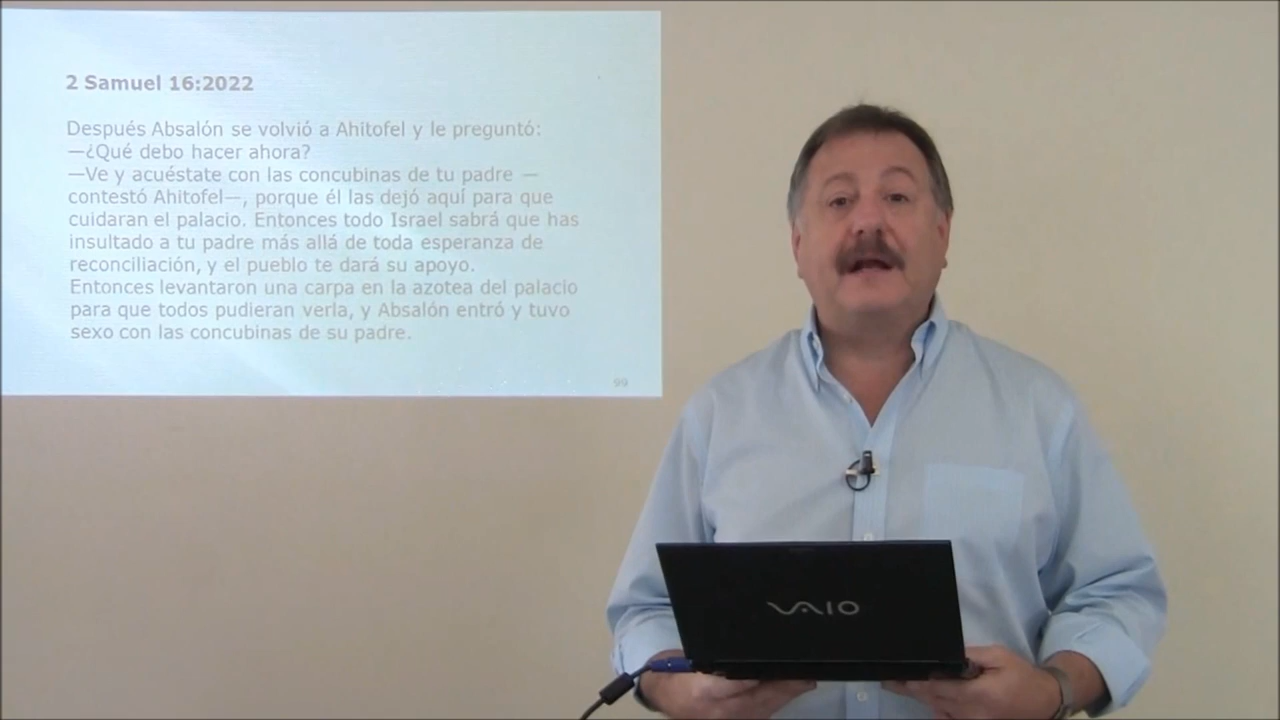 2 Samuel 16:2022
Después Absalón se volvió a Ahitofel y le preguntó:
—¿Qué debo hacer ahora?
—Ve y acuéstate con las concubinas de tu padre —
contestó Ahitofel—, porque él las dejó aquí para que
cuidaran el palacio. Entonces todo Israel sabrá que has
insultado a tu padre más allá de toda esperanza de
reconciliación, y el pueblo te dará su apoyo.
Entonces levantaron una carpa en la azotea del palacio
para que todos pudieran verla, y Absalón entró y tuvo
sexo con las concubinas de su padre.
99
VAIO